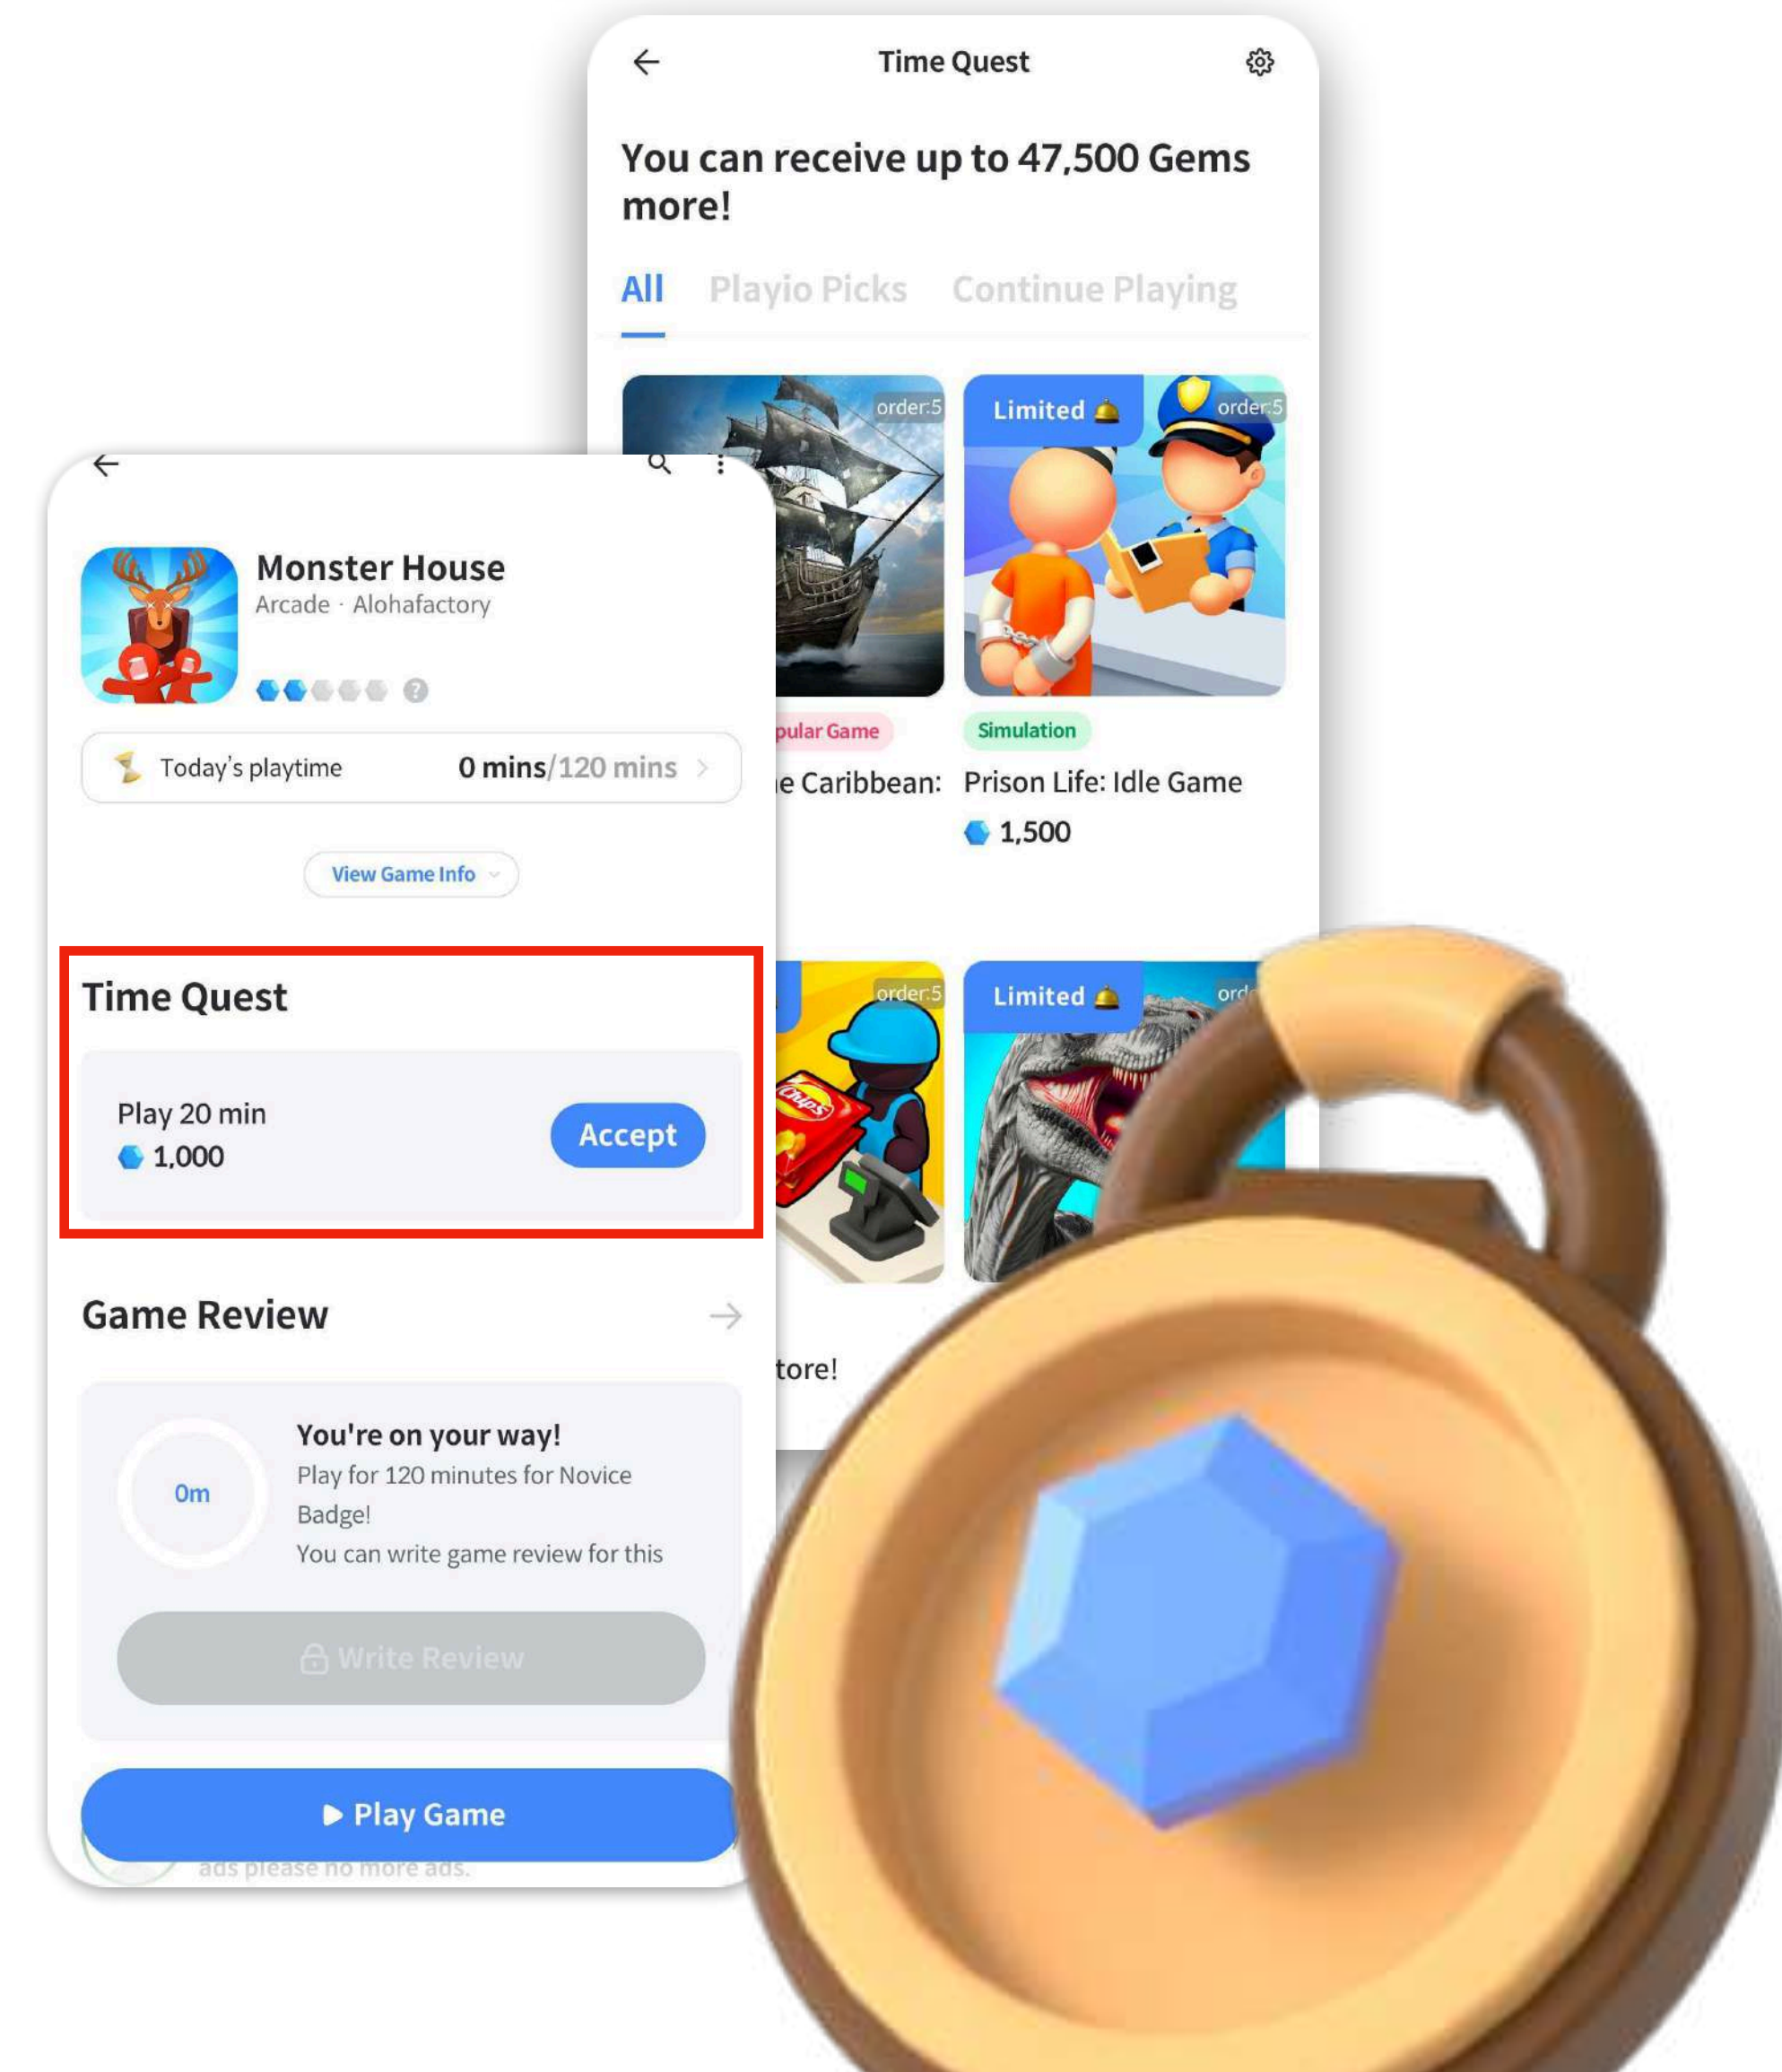 Time Quest
You can receive up to 47,500 Gems
more!
All Playio Picks Continue Playing
order:5
Limited order:5
pular Game
Simulation
e Caribbean:
Prison Life: Idle Game
1,500
order:5
Chips
Limited
tore!
Monster House
Arcade · Alohafactory
?
Today's playtime 0 mins/120 mins
View Game Info
Time Quest
Play 20 min
1,000
Accept
Game Review
0m
You're on your way!
Play for 120 minutes for Novice
Badge!
You can write game review for this
Write Review
Play Game
ads please no more ads.